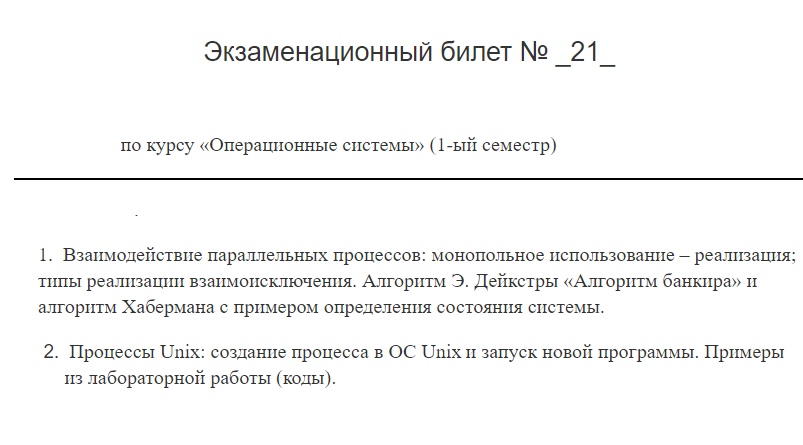 Экзаменационный билет № _21_
по курсу «Операционные системы» (1-ый семестр)
.
1. Взаимодействие параллельных процессов: монопольное использование – реализация;
типы реализации взаимоисключения. Алгоритм Э. Дейкстры «Алгоритм банкира» и
алгоритм Хабермана с примером определения состояния системы.
2. Процессы Unix: создание процесса в ОС Unix и запуск новой программы. Примеры
из лабораторной работы (коды).